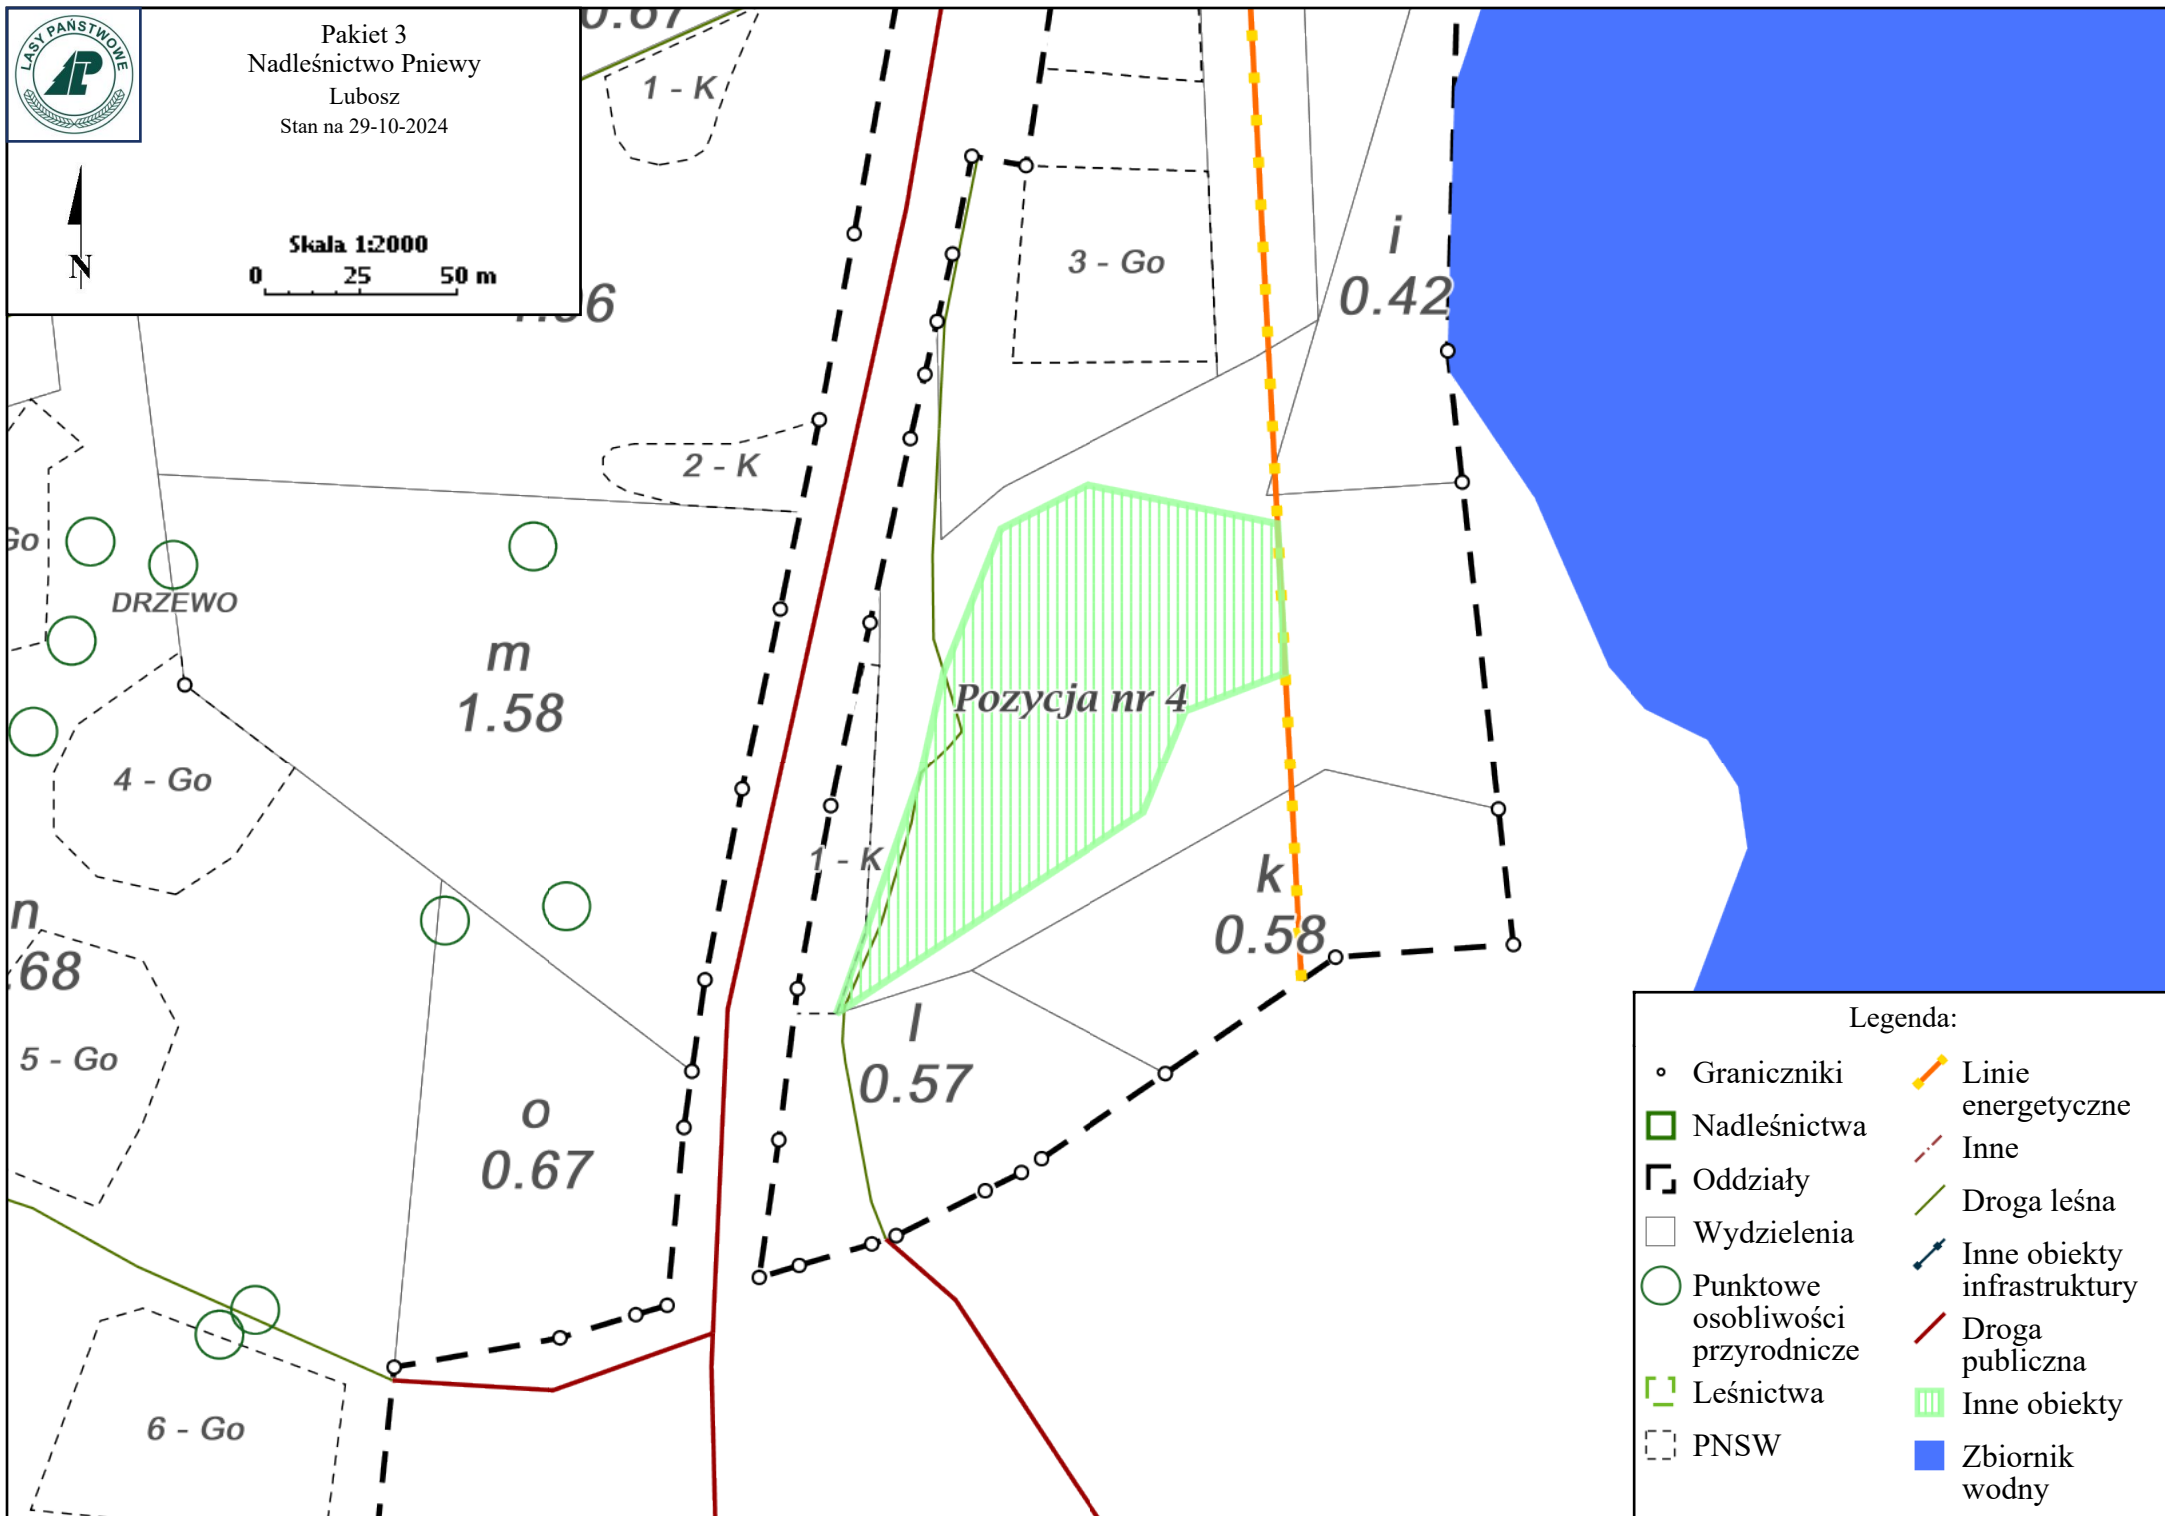 LASY PAŃSTWOWE
Pakiet 3
Nadleśnictwo Pniewy
Lubosz
Stan na 29-10-2024
N
Skala 1:2000
0 25 50 m
0.67
1 - K
3 - Go
i
0.42
2 - K
Go
DRZEWO
m
1.58
Pozycja nr 4
4 - Go
1 - K
k
0.58
n
.68
l
0.57
5 - Go
o
0.67
6 - Go
Legenda:
Graniczniki
Nadleśnictwa
Oddziały
Wydzielenia
Punktowe
osobliwości
przyrodnicze
Leśnictwa
PNSW
Linie
energetyczne
Inne
Droga leśna
Inne obiekty
infrastruktury
Droga
publiczna
Inne obiekty
Zbiornik
wodny